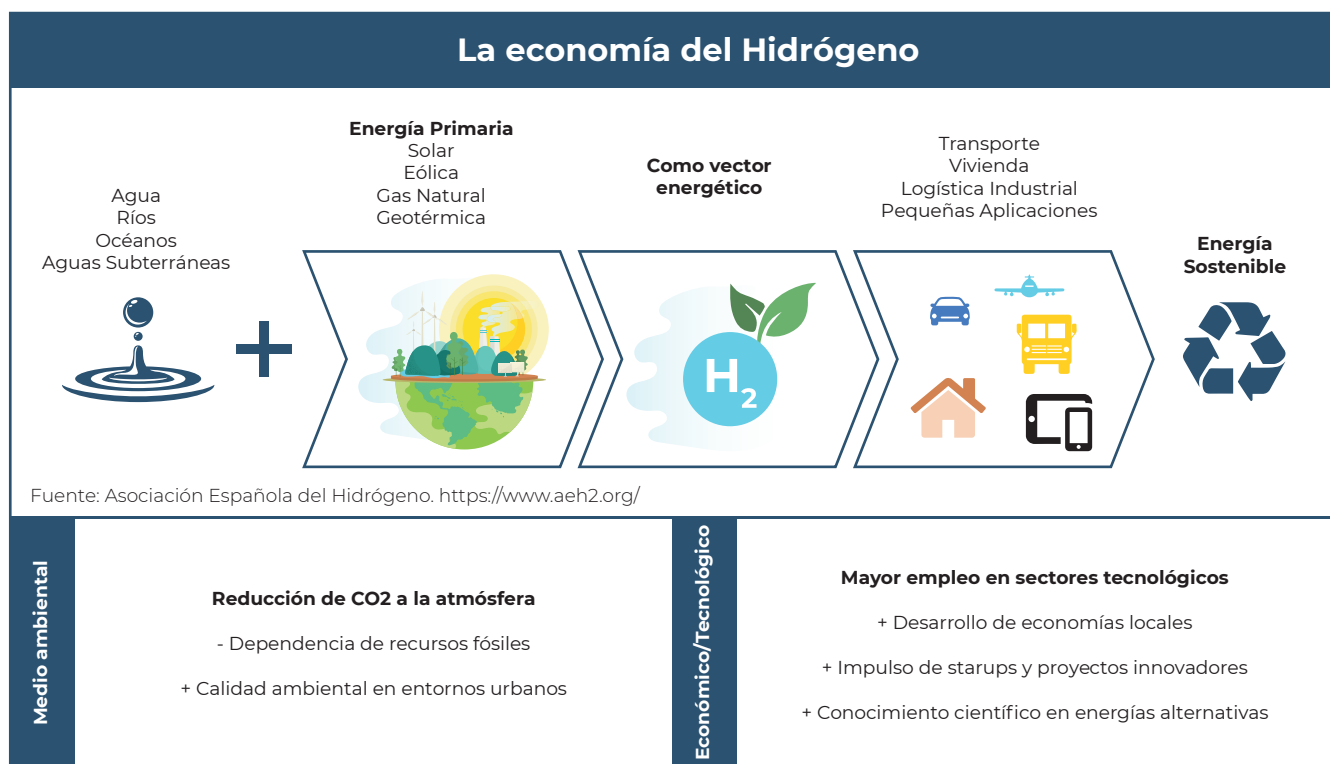 La economía del Hidrógeno
Agua
Ríos
Océanos
Aguas Subterráneas
Energía Primaria
Solar
Eólica
Gas Natural
Geotérmica
Como vector
energético
H2
Transporte
Vivienda
Logística Industrial
Pequeñas Aplicaciones
Energía
Sostenible
Fuente: Asociación Española del Hidrógeno. https://www.aeh2.org/
Medio ambiental
Reducción de CO2 a la atmósfera
- Dependencia de recursos fósiles
+ Calidad ambiental en entornos urbanos
Económico/Tecnológico
Mayor empleo en sectores tecnológicos
+ Desarrollo de economías locales
+ Impulso de starups y proyectos innovadores
+ Conocimiento científico en energías alternativas